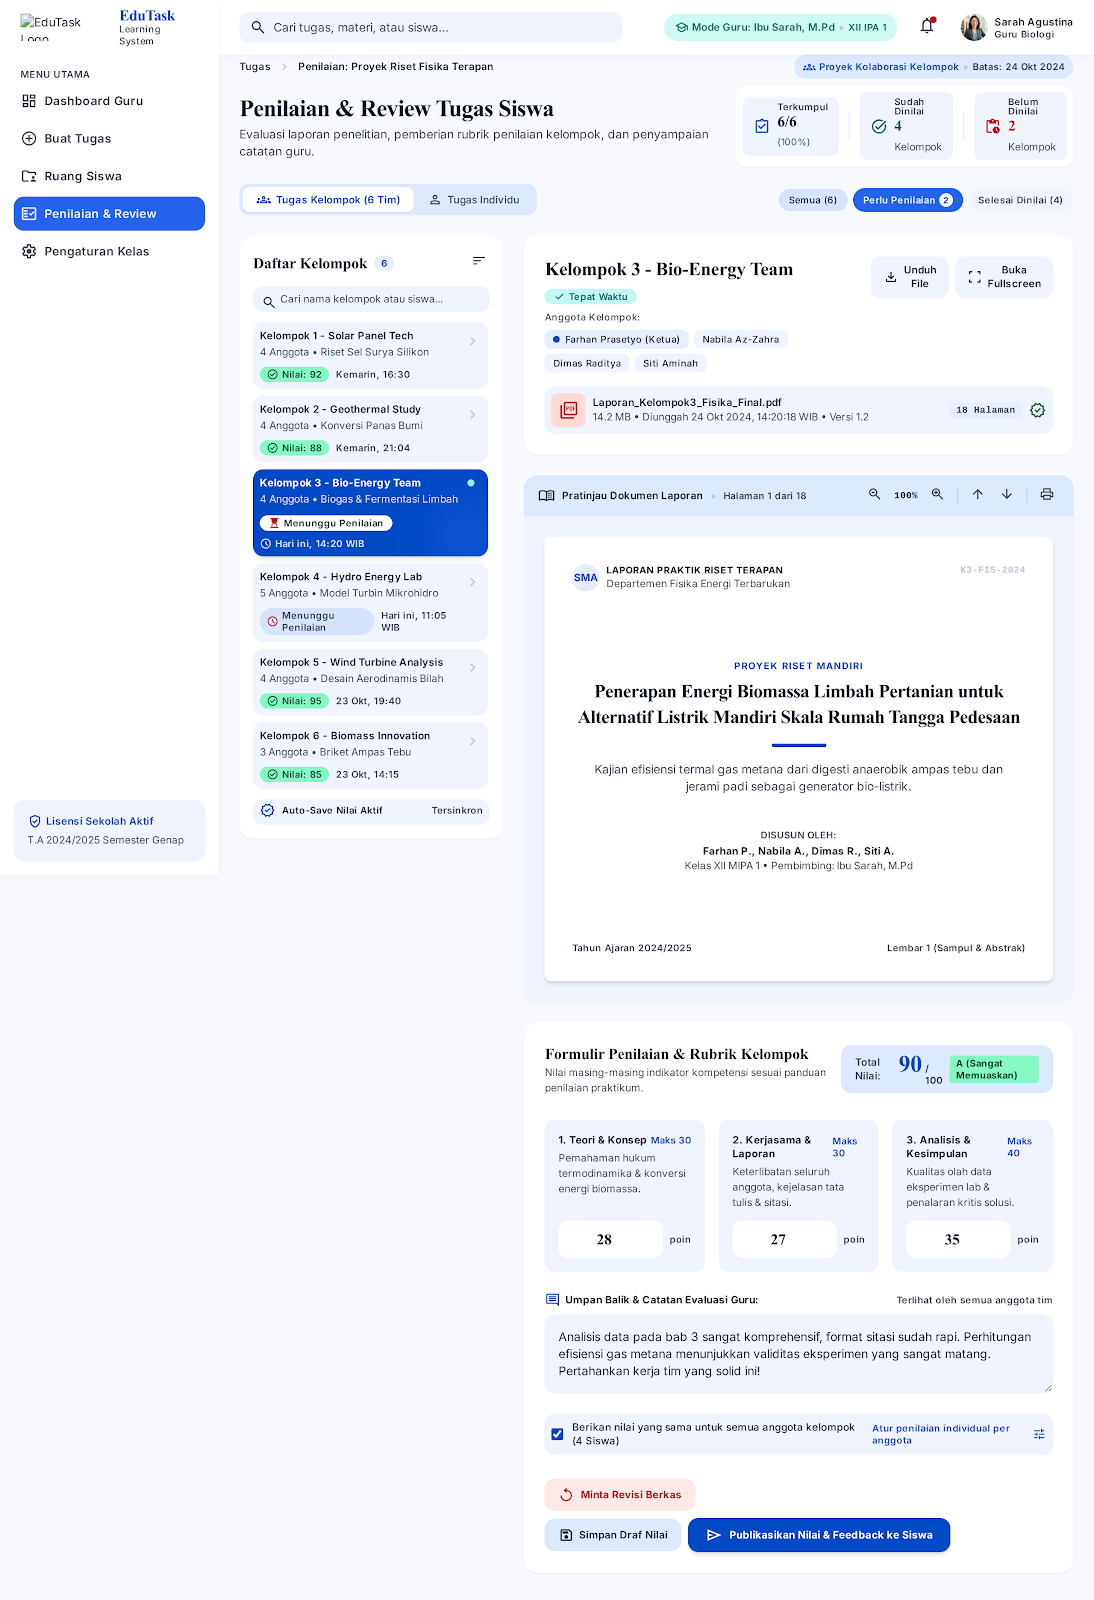 EduTask Logo
EduTask
Learning
System
MENU UTAMA
Dashboard Guru
Buat Tugas
Ruang Siswa
Penilaian & Review
Pengaturan Kelas
Lisensi Sekolah Aktif
T.A 2024/2025 Semester Genap
Cari tugas, materi, atau siswa...
Mode Guru: Ibu Sarah, M.Pd • XII IPA 1
Sarah Agustina
Guru Biologi
Tugas
Penilaian: Proyek Riset Fisika Terapan
Proyek Kolaborasi Kelompok • Batas: 24 Okt 2024
Penilaian & Review Tugas Siswa
Evaluasi laporan penelitian, pemberian rubrik penilaian kelompok, dan penyampaian
catatan guru.
Terkumpul
6/6
(100%)
Sudah
Dinilai
4
Kelompok
Belum
Dinilai
2
Kelompok
Tugas Kelompok (6 Tim)
Tugas Individu
Semua (6)
Perlu Penilaian 2
Selesai Dinilai (4)
Daftar Kelompok 6
Cari nama kelompok atau siswa...
Kelompok 1 - Solar Panel Tech
4 Anggota • Riset Sel Surya Silikon
Nilai: 92 Kemarin, 16:30
Kelompok 2 - Geothermal Study
4 Anggota • Konversi Panas Bumi
Nilai: 88 Kemarin, 21:04
Kelompok 3 - Bio-Energy Team
4 Anggota • Biogas & Fermentasi Limbah
Menunggu Penilaian
Hari ini, 14:20 WIB
Kelompok 4 - Hydro Energy Lab
5 Anggota • Model Turbin Mikrohidro
Menunggu
Penilaian
Hari ini, 11:05
WIB
Kelompok 5 - Wind Turbine Analysis
4 Anggota • Desain Aerodinamis Bilah
Nilai: 95 23 Okt, 19:40
Kelompok 6 - Biomass Innovation
3 Anggota • Briket Ampas Tebu
Nilai: 85 23 Okt, 14:15
Auto-Save Nilai Aktif Tersinkron
Kelompok 3 - Bio-Energy Team
Tepat Waktu
Unduh
File
Buka
Fullscreen
Anggota Kelompok:
Farhan Prasetyo (Ketua)
Nabila Az-Zahra
Dimas Raditya
Siti Aminah
PDF
Laporan_Kelompok3_Fisika_Final.pdf
14.2 MB • Diunggah 24 Okt 2024, 14:20:18 WIB • Versi 1.2
18 Halaman
Pratinjau Dokumen Laporan • Halaman 1 dari 18
100%
SMA
LAPORAN PRAKTIK RISET TERAPAN
Departemen Fisika Energi Terbarukan
K3-FIS-2024
PROYEK RISET MANDIRI
Penerapan Energi Biomassa Limbah Pertanian untuk
Alternatif Listrik Mandiri Skala Rumah Tangga Pedesaan
Kajian efisiensi termal gas metana dari digesti anaerobik ampas tebu dan
jerami padi sebagai generator bio-listrik.
DISUSUN OLEH:
Farhan P., Nabila A., Dimas R., Siti A.
Kelas XII MIPA 1 • Pembimbing: Ibu Sarah, M.Pd
Tahun Ajaran 2024/2025
Lembar 1 (Sampul & Abstrak)
Formulir Penilaian & Rubrik Kelompok
Nilai masing-masing indikator kompetensi sesuai panduan
penilaian praktikum.
Total
Nilai:
90 /
100
A (Sangat
Memuaskan)
1. Teori & Konsep Maks 30
Pemahaman hukum
termodinamika & konversi
energi biomassa.
28 poin
2. Kerjasama &
Laporan
Maks
30
Keterlibatan seluruh
anggota, kejelasan tata
tulis & sitasi.
27 poin
3. Analisis &
Kesimpulan
Maks
40
Kualitas olah data
eksperimen lab &
penalaran kritis solusi.
35 poin
Umpan Balik & Catatan Evaluasi Guru:
Terlihat oleh semua anggota tim
Analisis data pada bab 3 sangat komprehensif, format sitasi sudah rapi. Perhitungan
efisiensi gas metana menunjukkan validitas eksperimen yang sangat matang.
Pertahankan kerja tim yang solid ini!
Berikan nilai yang sama untuk semua anggota kelompok
(4 Siswa)
Atur penilaian individual per
anggota
Minta Revisi Berkas
Simpan Draf Nilai
Publikasikan Nilai & Feedback ke Siswa